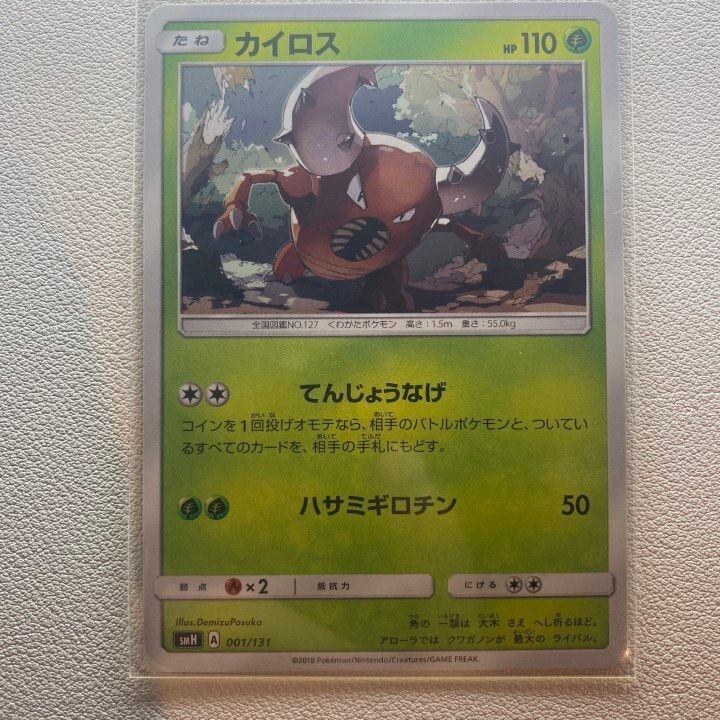 たね カイロス HP 110
全国図鑑NO.127 くわがたポケモン 高さ：1.5m 重さ：55.0kg
てんじょうなげ
コインを1回投げオモテなら、相手のバトルポケモンと、ついてい
るすべてのカードを、相手の手札にもどす。
ハサミギロチン 50
弱点 ×2 抵抗力 にげる
illus.DemizuPosuka
角の 一撃は 大木 さえ へし折るほど。
アローラでは クワガノンが 最大の ライバル。
SMH A 001/131
©2018 Pokémon/Nintendo/Creatures/GAME FREAK.